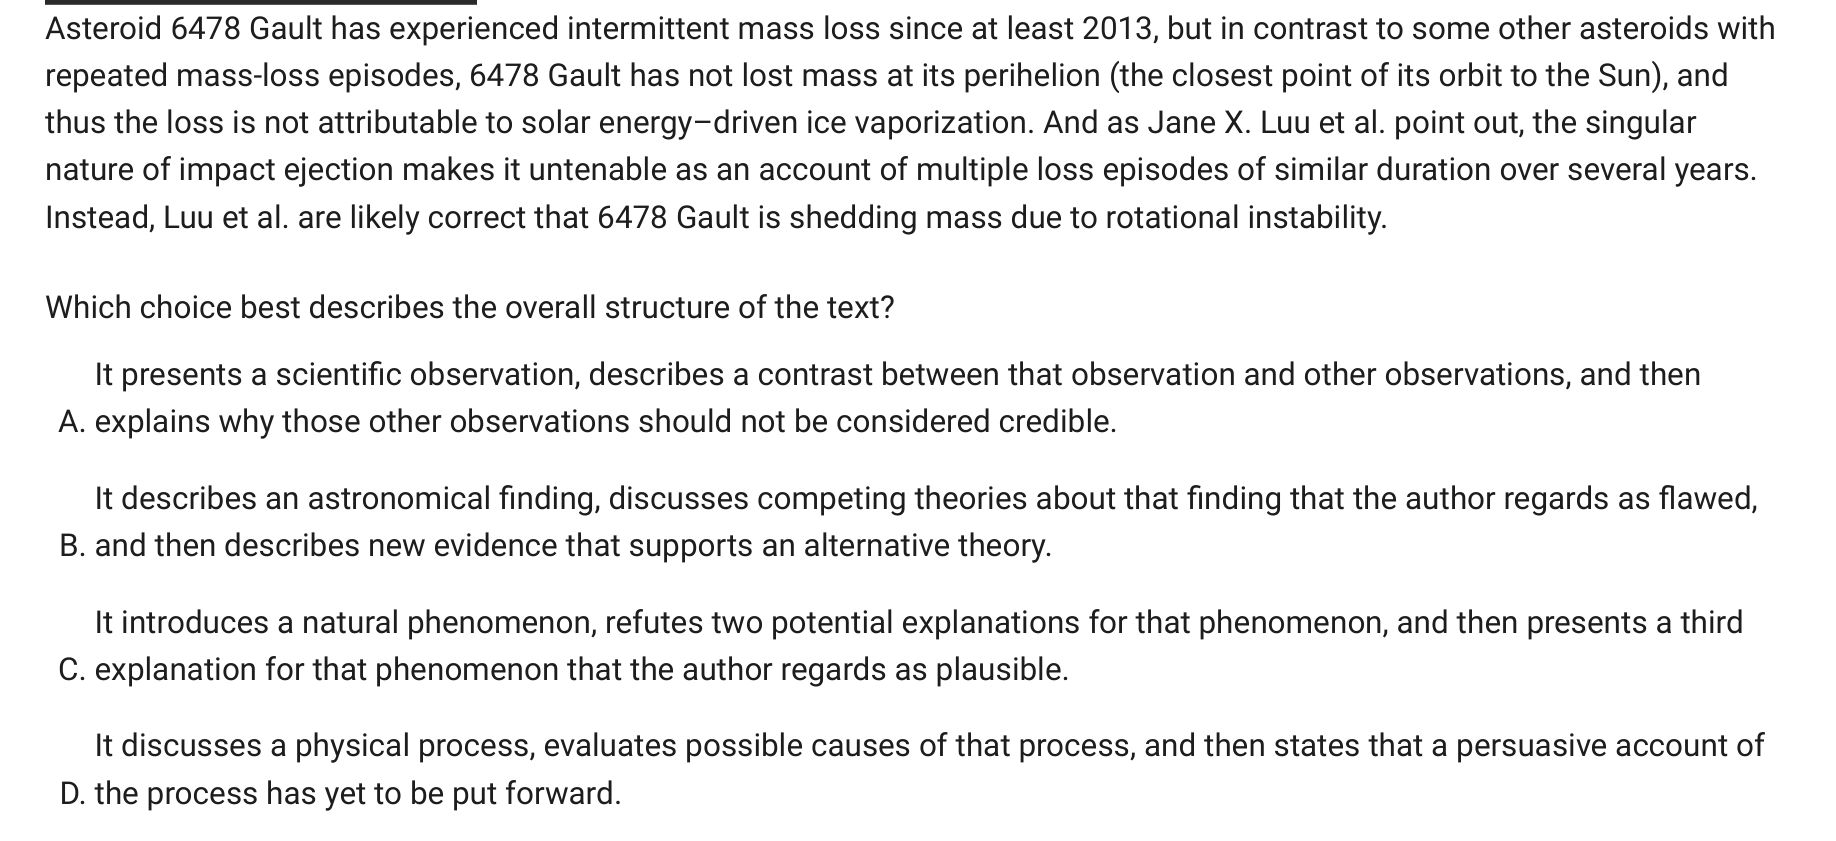 Asteroid 6478 Gault has experienced intermittent mass loss since at least 2013, but in contrast to some other asteroids with
repeated mass-loss episodes, 6478 Gault has not lost mass at its perihelion (the closest point of its orbit to the Sun), and
thus the loss is not attributable to solar energy–driven ice vaporization. And as Jane X. Luu et al. point out, the singular
nature of impact ejection makes it untenable as an account of multiple loss episodes of similar duration over several years.
Instead, Luu et al. are likely correct that 6478 Gault is shedding mass due to rotational instability.
Which choice best describes the overall structure of the text?
It presents a scientific observation, describes a contrast between that observation and other observations, and then
A. explains why those other observations should not be considered credible.
It describes an astronomical finding, discusses competing theories about that finding that the author regards as flawed,
B. and then describes new evidence that supports an alternative theory.
It introduces a natural phenomenon, refutes two potential explanations for that phenomenon, and then presents a third
C. explanation for that phenomenon that the author regards as plausible.
It discusses a physical process, evaluates possible causes of that process, and then states that a persuasive account of
D. the process has yet to be put forward.